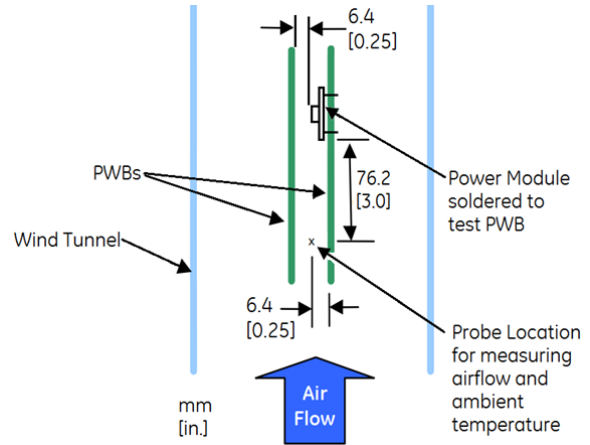 6.4
[0.25]
PWBs
76.2
[3.0]
Power Module
soldered to
test PWB
Wind Tunnel
x
6.4
[0.25]
Probe Location
for measuring
airflow and
ambient
temperature
Air
Flow
mm
[in.]